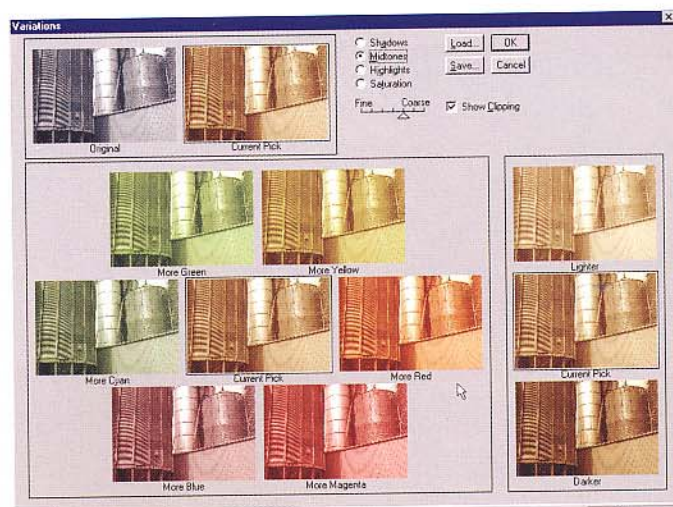 Variations
Original
Current Pick
Shadows
Midtones
Highlights
Saturation
Fine Coarse
Load...
OK
Save...
Cancel
Show Clipping
More Green
More Yellow
More Cyan
Current Pick
More Red
More Blue
More Magenta
Lighter
Current Pick
Darker